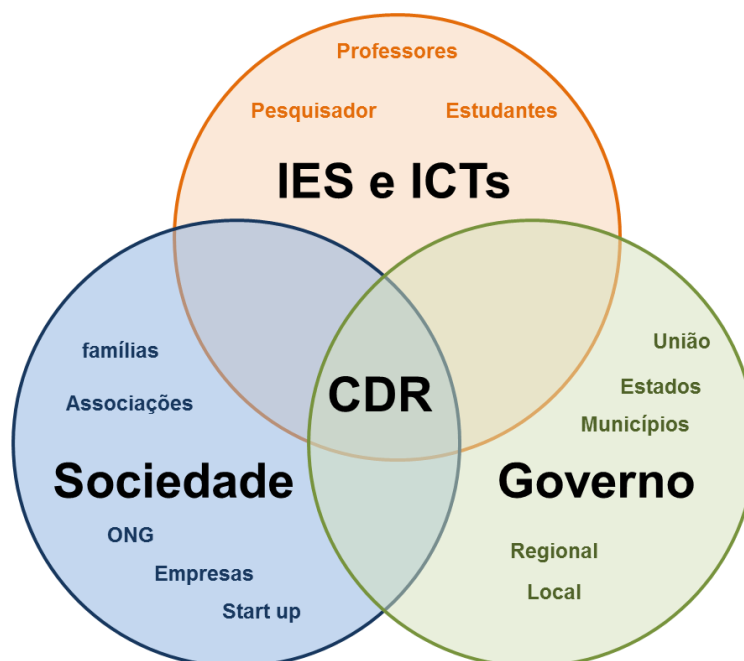 Professores
Pesquisador
Estudantes
IES e ICTs
famílias
Associações
Sociedade
ONG
Empresas
Start up
CDR
União
Estados
Municípios
Governo
Regional
Local